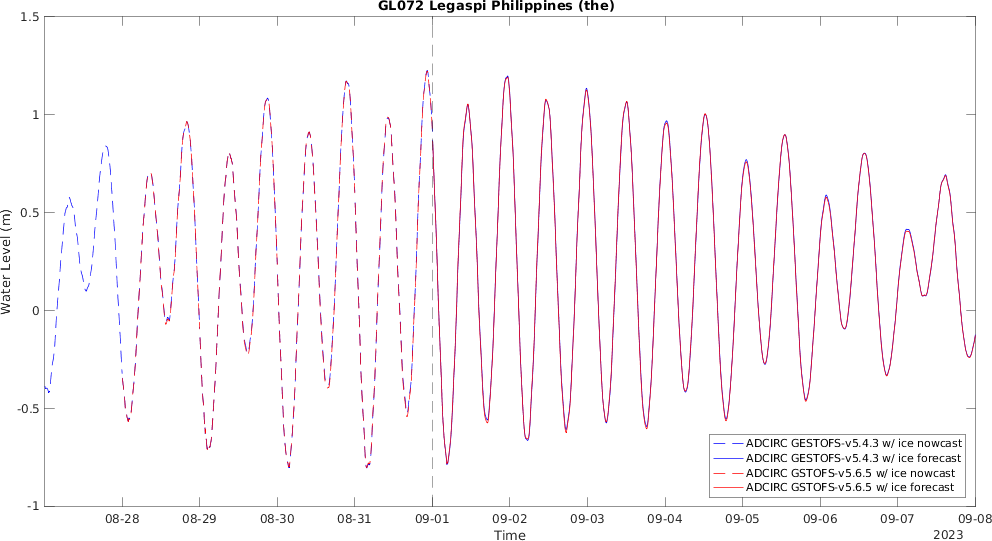 GL072 Legaspi Philippines (the)
1.5
1
0.5
0
-0.5
-1
Water Level (m)
08-28 08-29 08-30 08-31 09-01 09-02 09-03 09-04 09-05 09-06 09-07 09-08
Time
2023
ADCIRC GESTOFS-v5.4.3 w/ ice nowcast
ADCIRC GESTOFS-v5.4.3 w/ ice forecast
ADCIRC GSTOFS-v5.6.5 w/ ice nowcast
ADCIRC GSTOFS-v5.6.5 w/ ice forecast